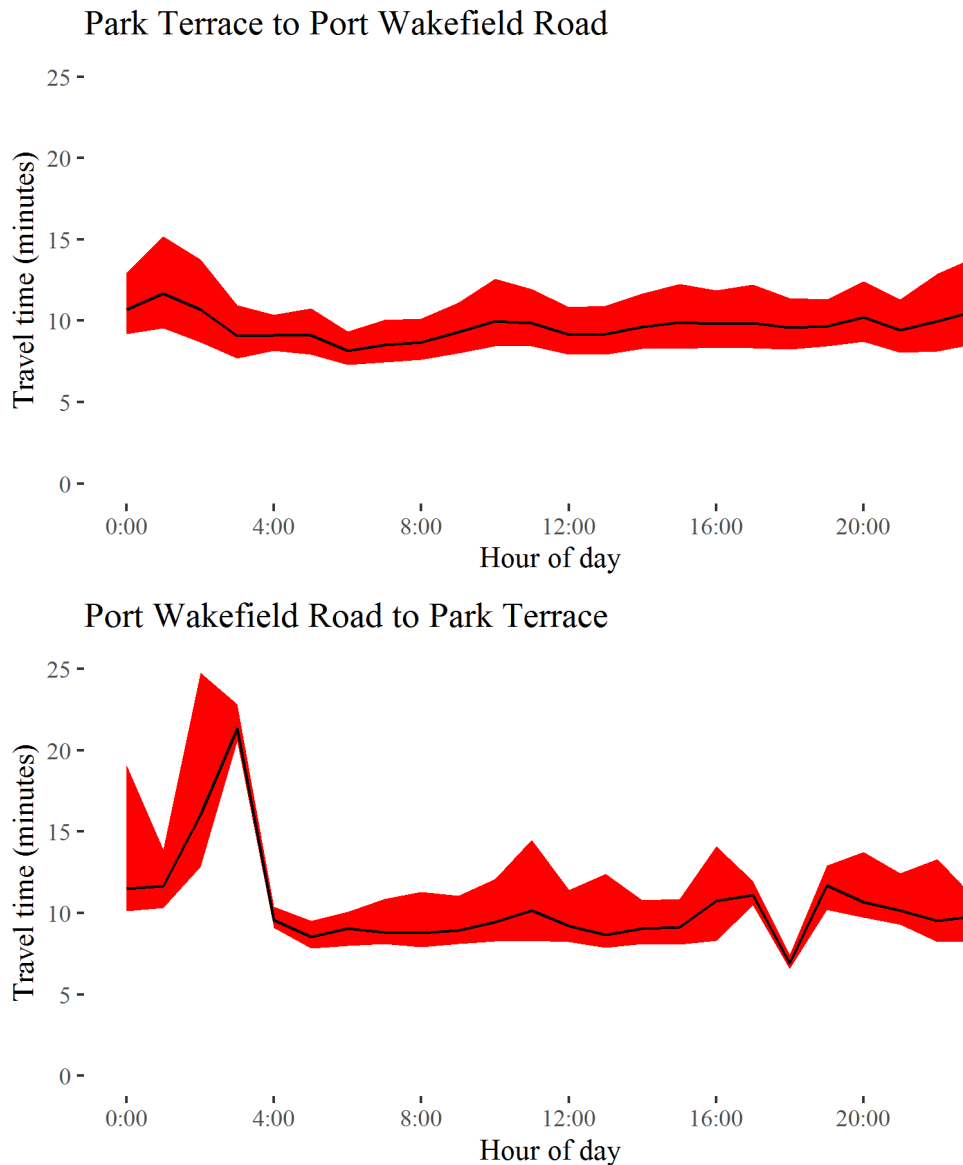 Park Terrace to Port Wakefield Road
25
20
15
10
5
0
Travel time (minutes)
0:00 4:00 8:00 12:00 16:00 20:00
Hour of day
Port Wakefield Road to Park Terrace
25
20
15
10
5
0
Travel time (minutes)
0:00 4:00 8:00 12:00 16:00 20:00
Hour of day